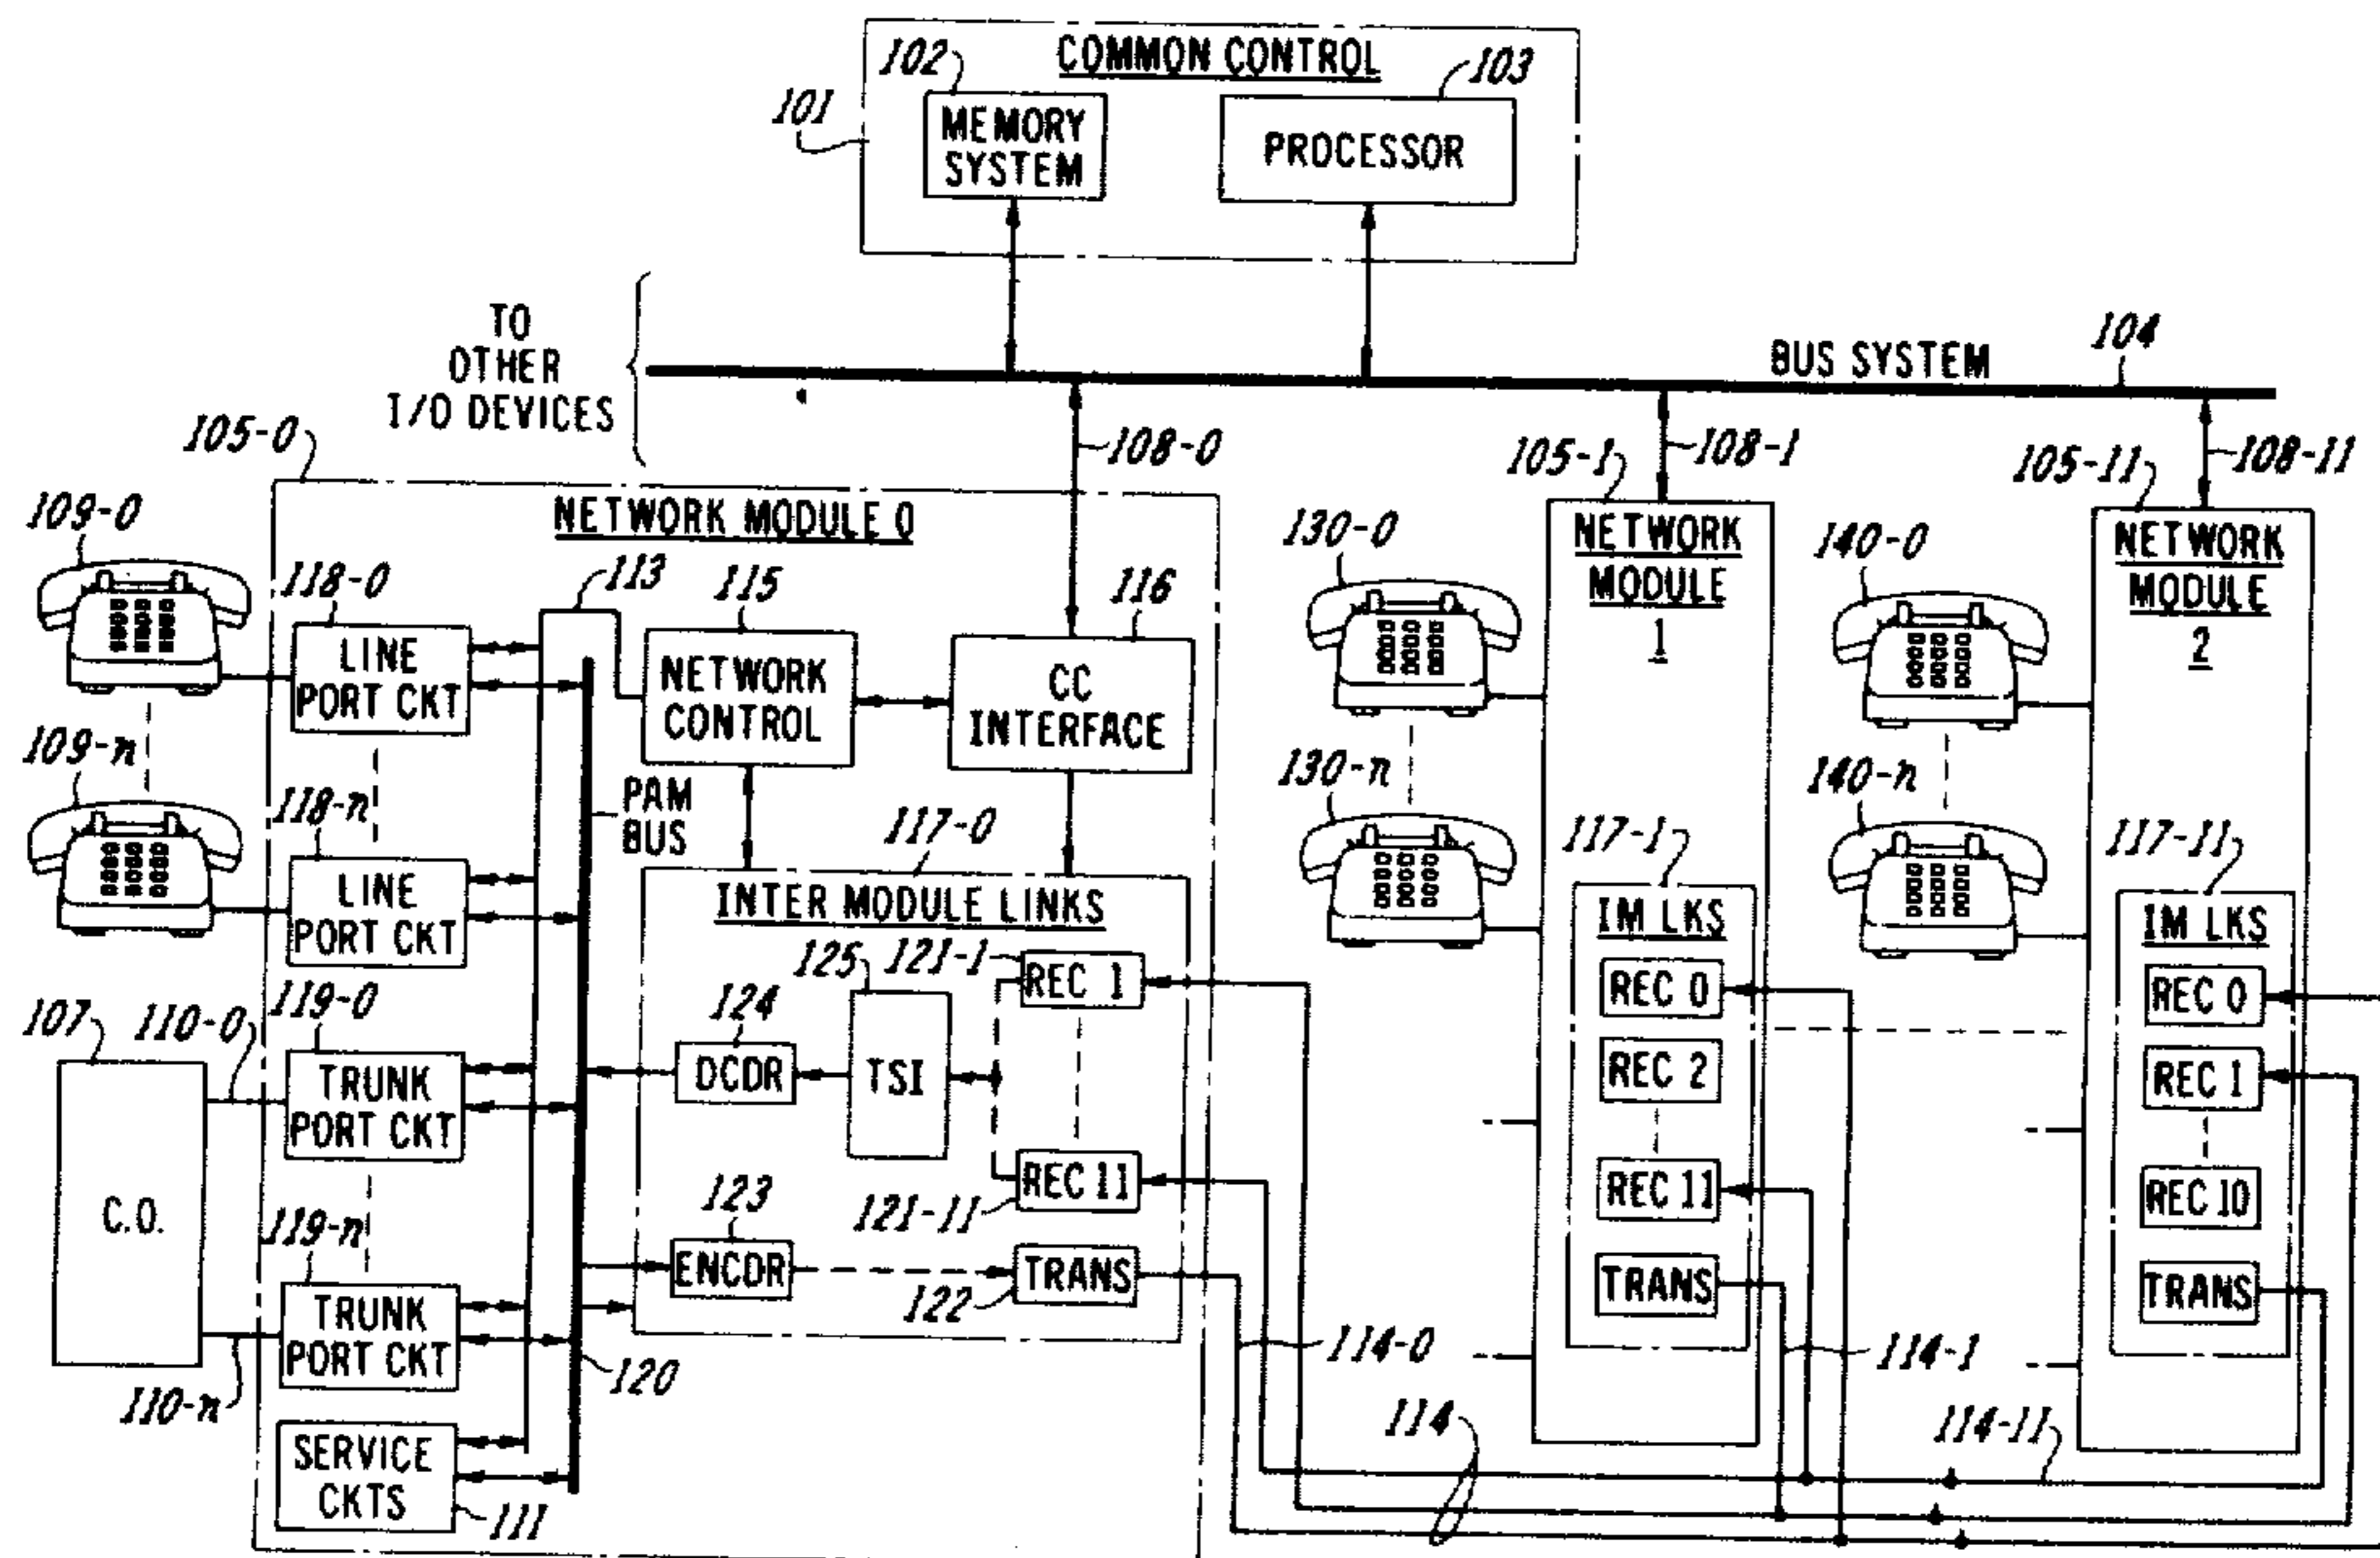 COMMON CONTROL
102
103
101
MEMORY
SYSTEM
PROCESSOR
TO
OTHER
I/O DEVICES
BUS SYSTEM
104
105-0
108-0
105-1
108-1
105-11
108-11
109-0
NETWORK MODULE 0
113
115
116
118-0
LINE
PORT CKT
NETWORK
CONTROL
CC
INTERFACE
109-n
118-n
LINE
PORT CKT
PAM
BUS
117-0
INTER MODULE LINKS
125
121-1
REC 1
124
DCDR
TSI
107
110-0
119-0
TRUNK
PORT CKT
C.O.
REC 11
121-11
123
ENCDR
TRANS
122
119-n
TRUNK
PORT CKT
110-n
120
SERVICE
CKTS
111
114-0
130-0
NETWORK
MODULE
1
130-n
117-1
IM LKS
REC 0
REC 2
REC 11
TRANS
114-1
114
140-0
NETWORK
MODULE
2
140-n
117-11
IM LKS
REC 0
REC 1
REC 10
TRANS
114-11